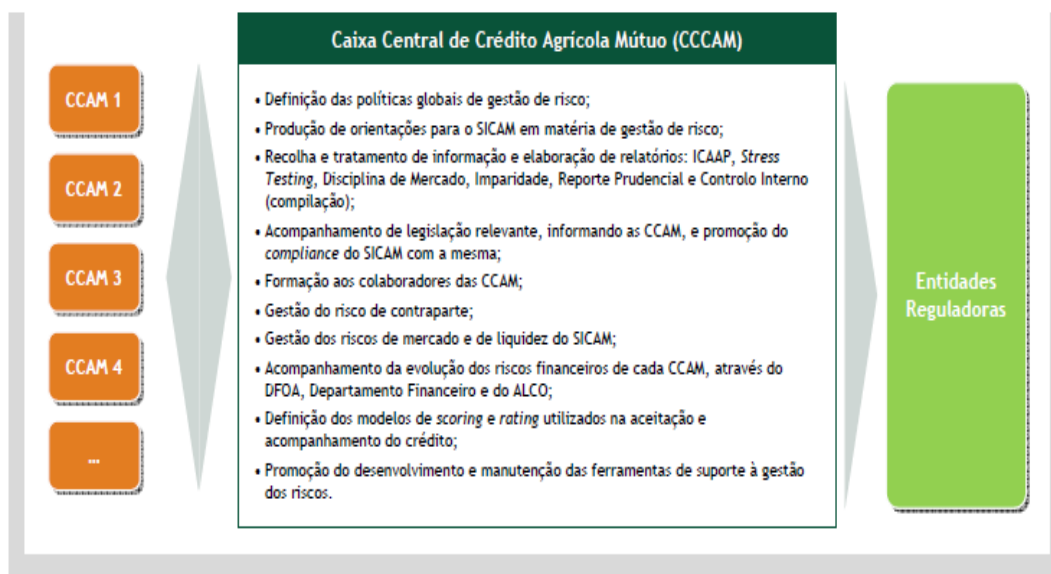 Caixa Central de Crédito Agrícola Mútuo (CCCAM)
CCAM 1
CCAM 2
CCAM 3
CCAM 4
...
• Definição das políticas globais de gestão de risco;
• Produção de orientações para o SICAM em matéria de gestão de risco;
• Recolha e tratamento de informação e elaboração de relatórios: ICAAP, Stress
Testing, Disciplina de Mercado, Imparidade, Reporte Prudencial e Controlo Interno
(compilação);
• Acompanhamento de legislação relevante, informando as CCAM, e promoção do
compliance do SICAM com a mesma;
• Formação aos colaboradores das CCAM;
• Gestão do risco de contraparte;
• Gestão dos riscos de mercado e de liquidez do SICAM;
• Acompanhamento da evolução dos riscos financeiros de cada CCAM, através do
DFOA, Departamento Financeiro e do ALCO;
• Definição dos modelos de scoring e rating utilizados na aceitação e
acompanhamento do crédito;
• Promoção do desenvolvimento e manutenção das ferramentas de suporte à gestão
dos riscos.
Entidades
Reguladoras